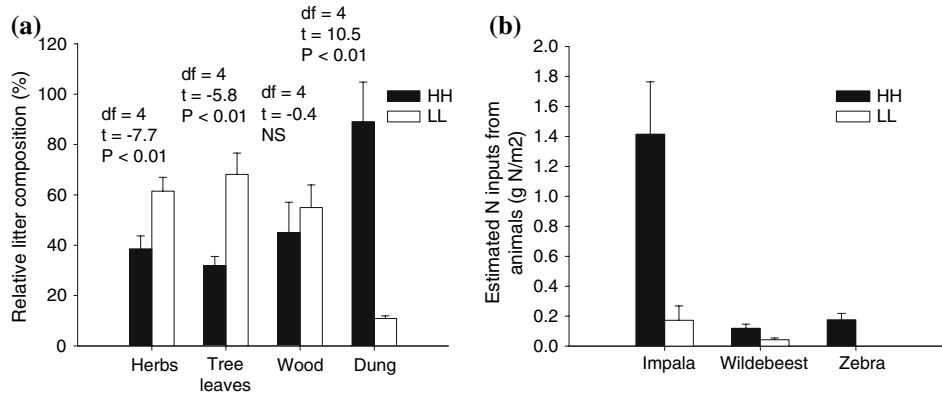 (a)
Relative litter composition (%)
120
100
80
60
40
20
0
df = 4
t = -7.7
P < 0.01
df = 4
t = -5.8
P < 0.01
df = 4
t = -0.4
NS
df = 4
t = 10.5
P < 0.01
HH
LL
Herbs
Tree
leaves
Wood
Dung
(b)
Estimated N inputs from
animals (g N/m2)
2.0
1.8
1.6
1.4
1.2
1.0
0.8
0.6
0.4
0.2
0.0
HH
LL
Impala
Wildebeest
Zebra